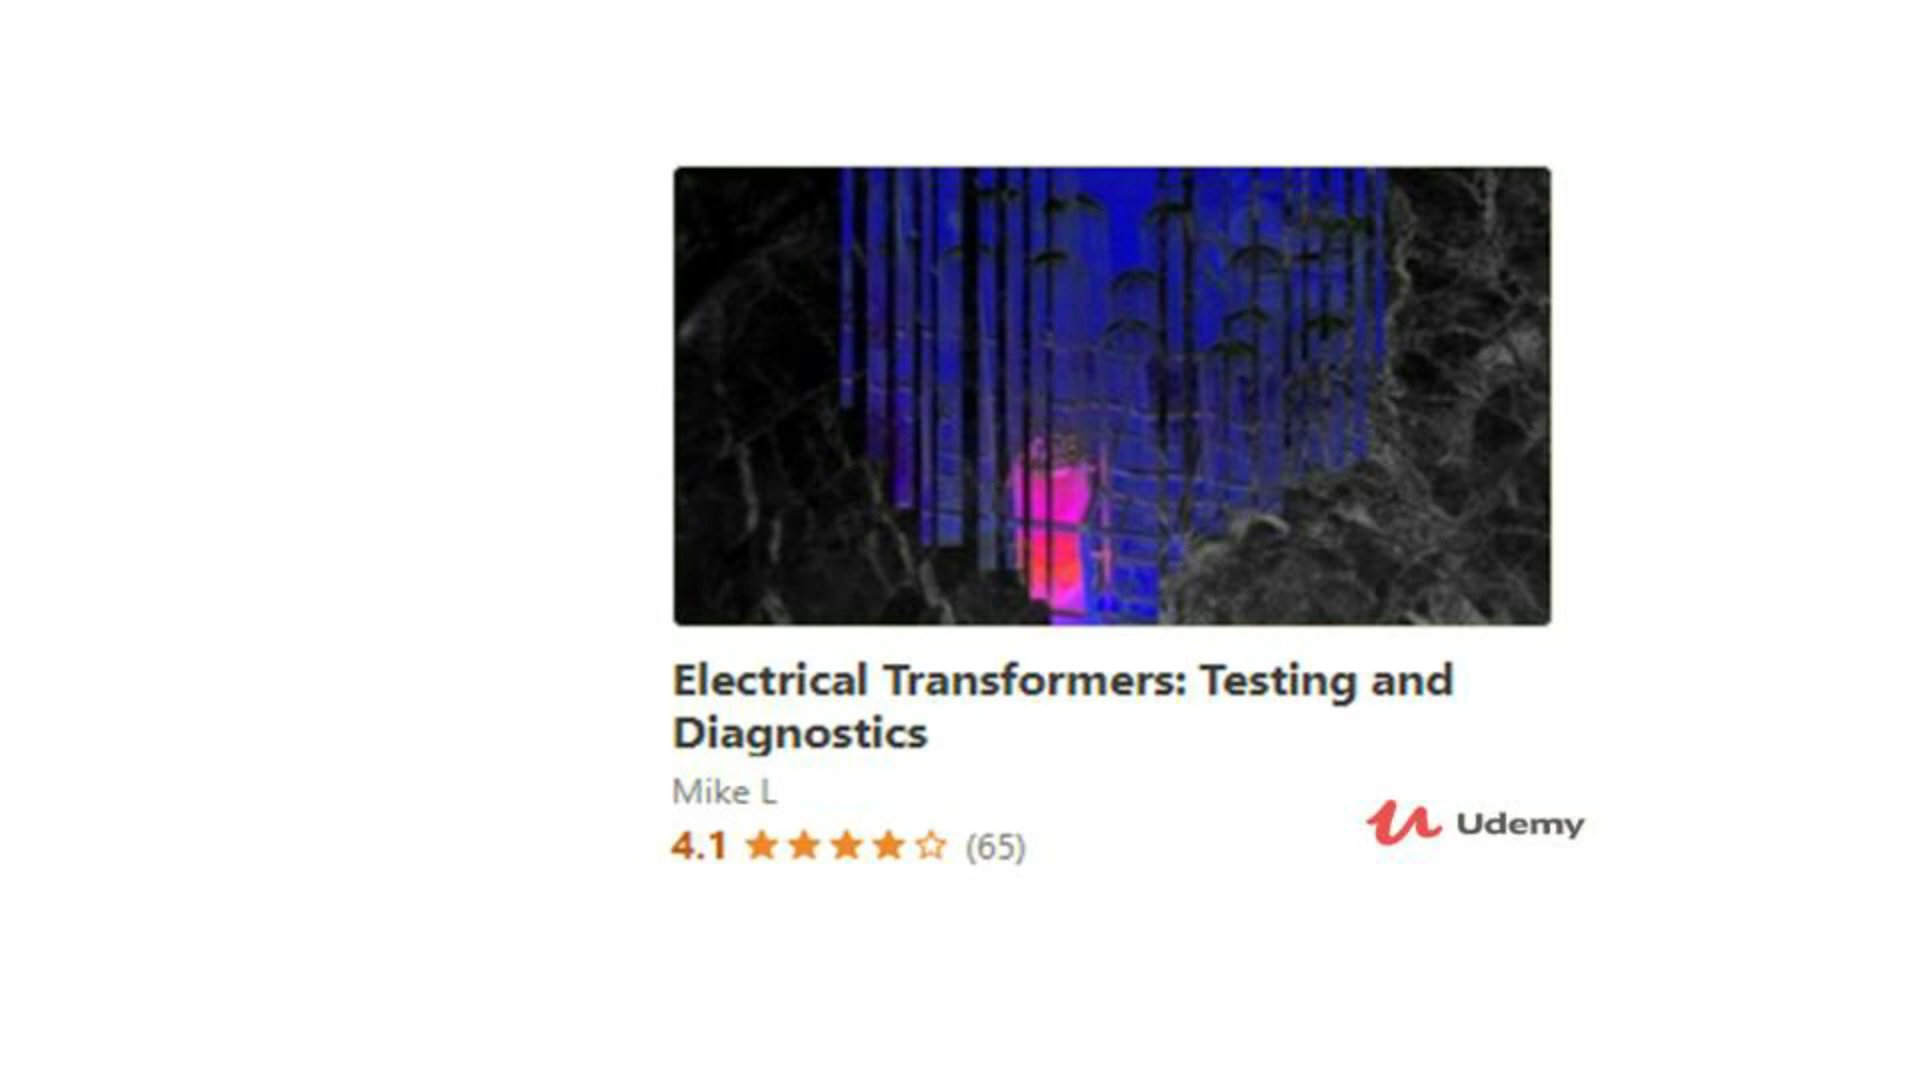 Electrical Transformers: Testing and
Diagnostics
Mike L
4.1 (65)
Udemy